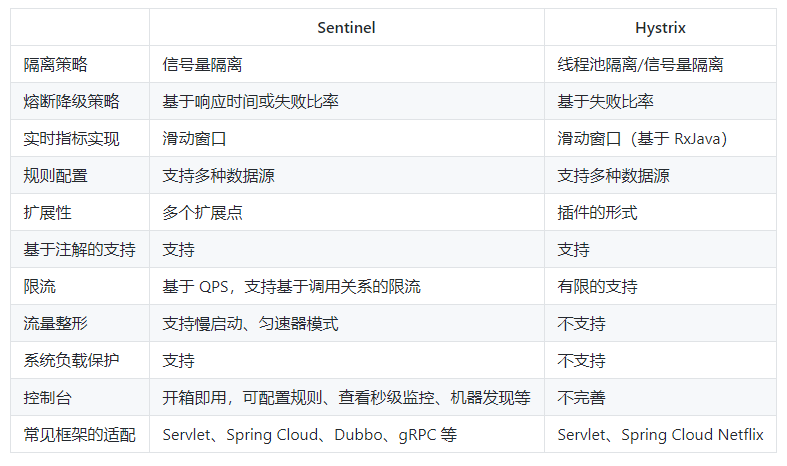 Sentinel Hystrix
隔离策略 信号量隔离 线程池隔离/信号量隔离
熔断降级策略 基于响应时间或失败比率 基于失败比率
实时指标实现 滑动窗口 滑动窗口（基于 RxJava）
规则配置 支持多种数据源 支持多种数据源
扩展性 多个扩展点 插件的形式
基于注解的支持 支持 支持
限流 基于 QPS，支持基于调用关系的限流 有限的支持
流量整形 支持慢启动、匀速器模式 不支持
系统负载保护 支持 不支持
控制台 开箱即用，可配置规则、查看秒级监控、机器发现等 不完善
常见框架的适配 Servlet、Spring Cloud、Dubbo、gRPC 等 Servlet、Spring Cloud Netflix